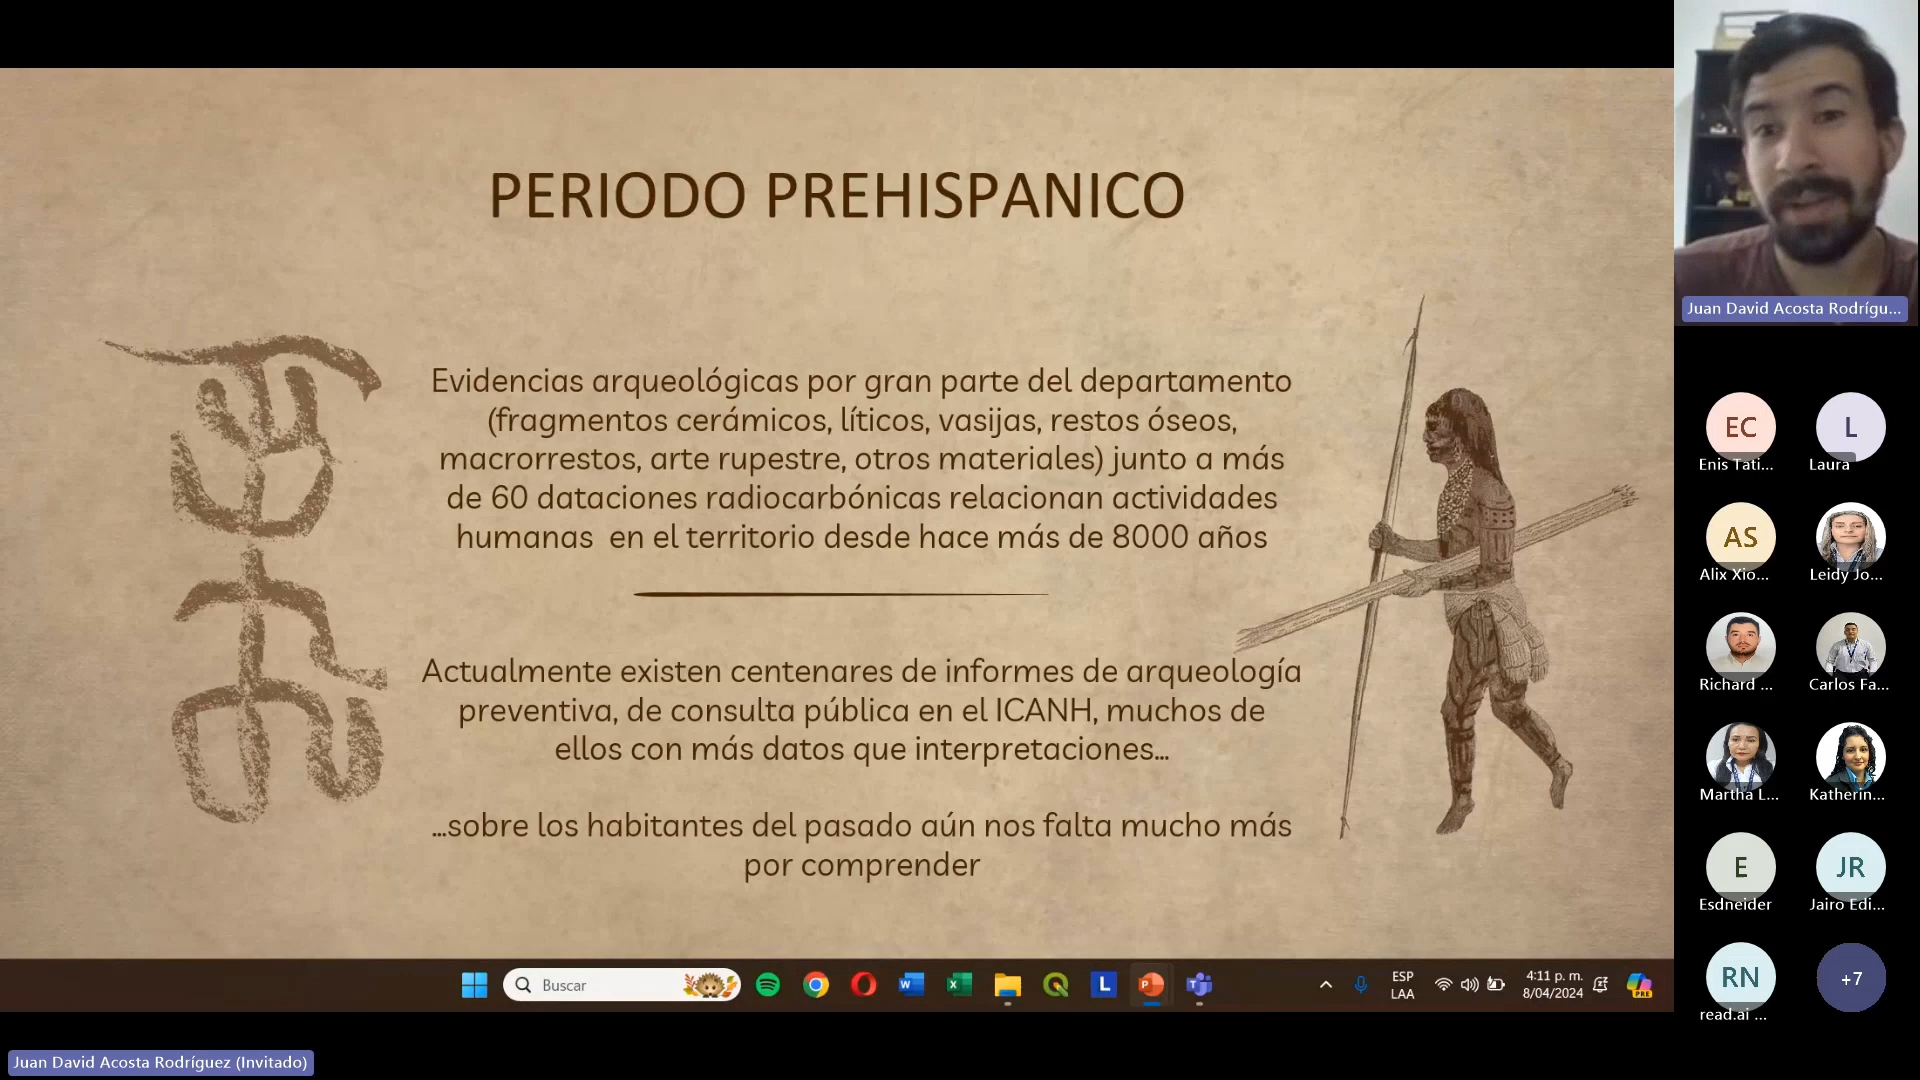 PERIODO PREHISPANICO
Evidencias arqueológicas por gran parte del departamento
(fragmentos cerámicos, líticos, vasijas, restos óseos,
macrorrestos, arte rupestre, otros materiales) junto a más
de 60 dataciones radiocarbónicas relacionan actividades
humanas en el territorio desde hace más de 8000 años
Actualmente existen centenares de informes de arqueología
preventiva, de consulta pública en el ICANH, muchos de
ellos con más datos que interpretaciones...
...sobre los habitantes del pasado aún nos falta mucho más
por comprender
Juan David Acosta Rodrígu...
EC
Enis Tati...
L
Laura
AS
Alix Xio...
Leidy Jo...
Richard ...
Carlos Fa...
Martha L...
Katherin...
E
Esdneider
JR
Jairo Edi...
RN
read.ai ...
+7
Buscar
W
X
L
P
T
ESP
LAA
4:11 p. m.
8/04/2024
PRE
Juan David Acosta Rodríguez (Invitado)